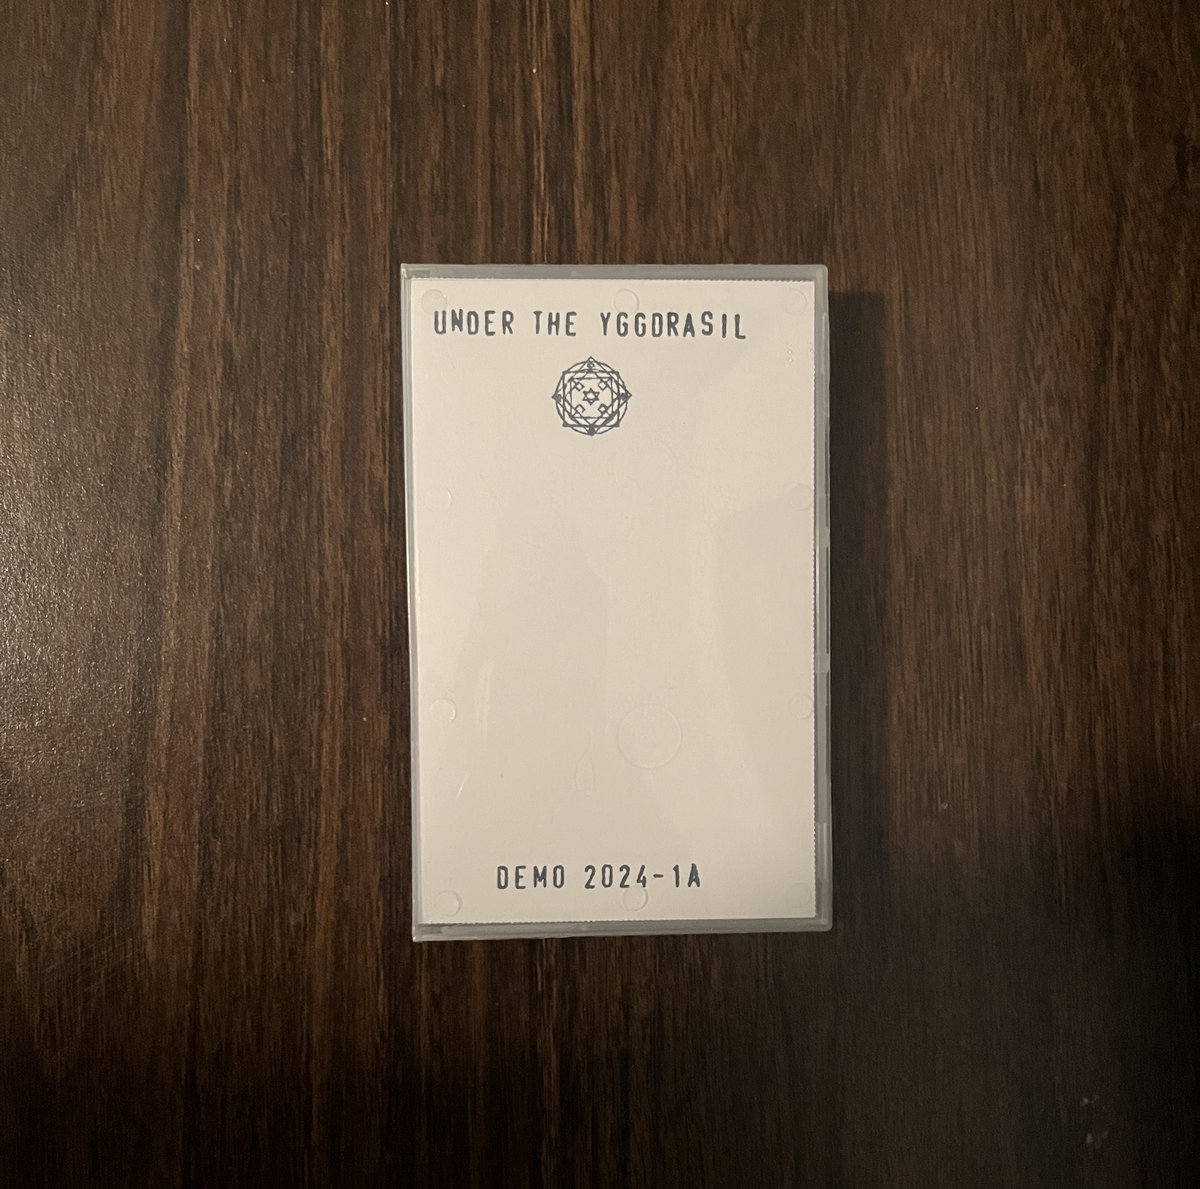 UNDER THE YGGDRASIL
DEMO 2024-1A